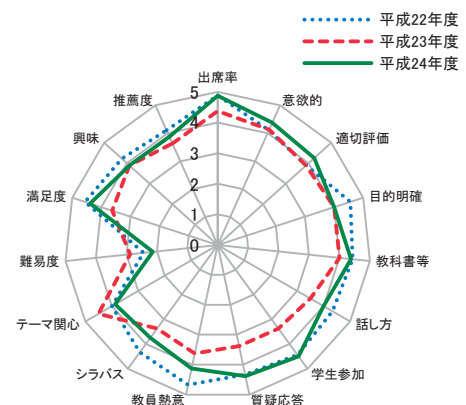 平成22年度
平成23年度
平成24年度
出席率
意欲的
適切評価
目的明確
教科書等
話し方
学生参加
質疑応答
教員熱意
シラバス
テーマ関心
難易度
満足度
興味
推薦度
5
4
3
2
1
0